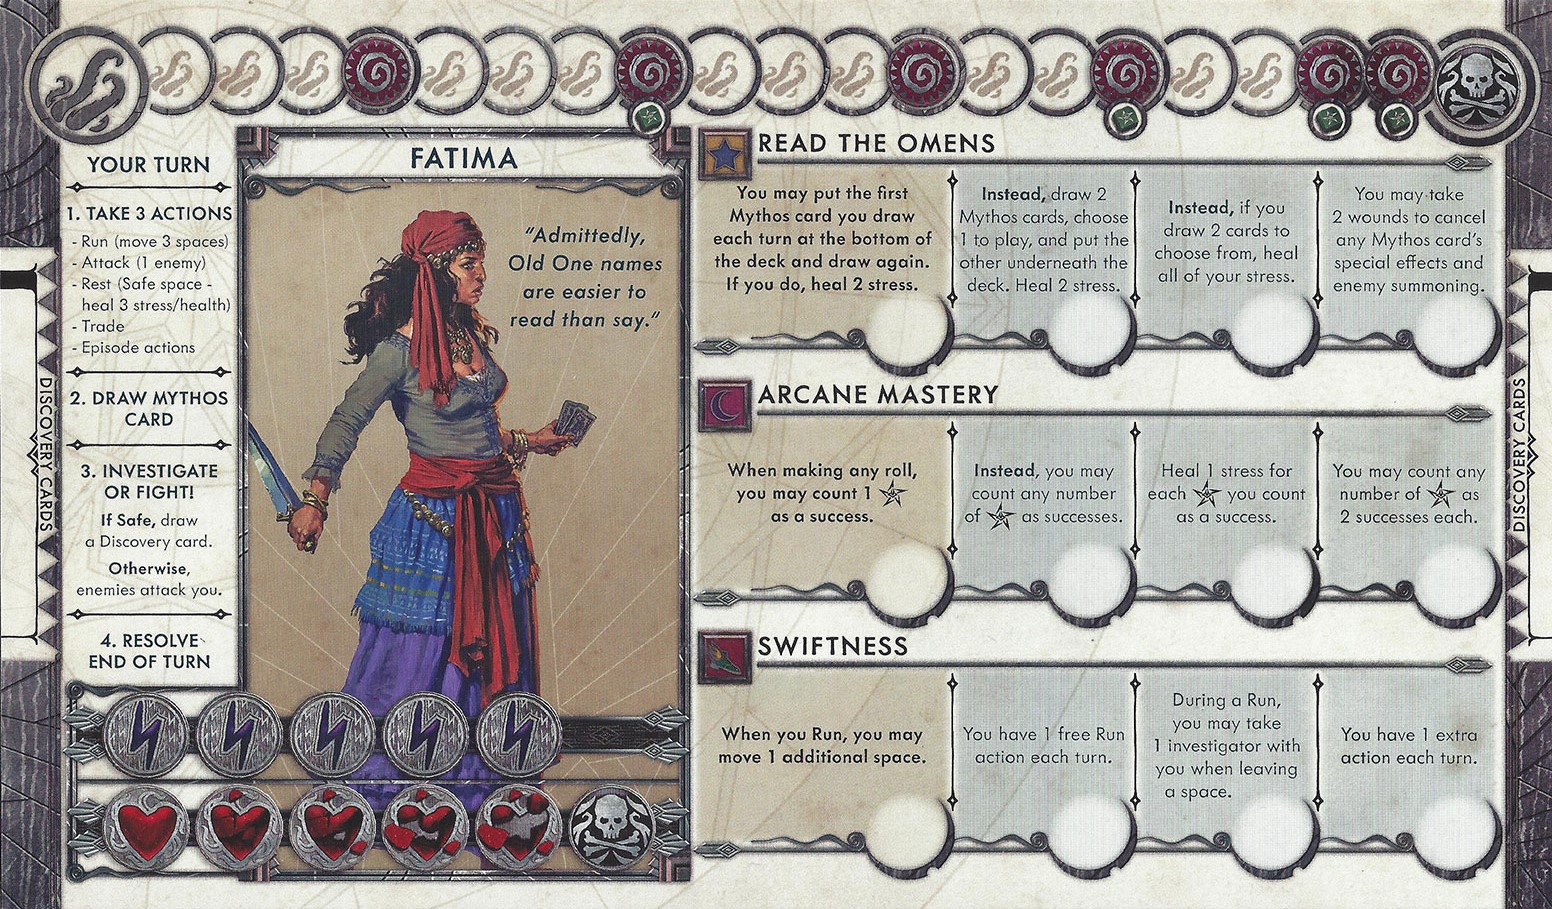 FATIMA
"Admittedly,
Old One names
are easier to
read than say."
YOUR TURN
1. TAKE 3 ACTIONS
- Run (move 3 spaces)
- Attack (1 enemy)
- Rest (Safe space -
heal 3 stress/health)
- Trade
- Episode actions
2. DRAW MYTHOS
CARD
3. INVESTIGATE
OR FIGHT!
If Safe, draw
a Discovery card.
Otherwise,
enemies attack you.
4. RESOLVE
END OF TURN
DISCOVERY CARDS
READ THE OMENS
You may put the first
Mythos card you draw
each turn at the bottom of
the deck and draw again.
If you do, heal 2 stress.
Instead, draw 2
Mythos cards, choose
1 to play, and put the
other underneath the
deck. Heal 2 stress.
Instead, if you
draw 2 cards to
choose from, heal
all of your stress.
You may take
2 wounds to cancel
any Mythos card's
special effects and
enemy summoning.
ARCANE MASTERY
When making any roll,
you may count 1
as a success.
Instead, you may
count any number
of as successes.
Heal 1 stress for
each you count
as a success.
You may count any
number of as
2 successes each.
SWIFTNESS
When you Run, you may
move 1 additional space.
You have 1 free Run
action each turn.
During a Run,
you may take
1 investigator with
you when leaving
a space.
You have 1 extra
action each turn.
DISCOVERY CARDS